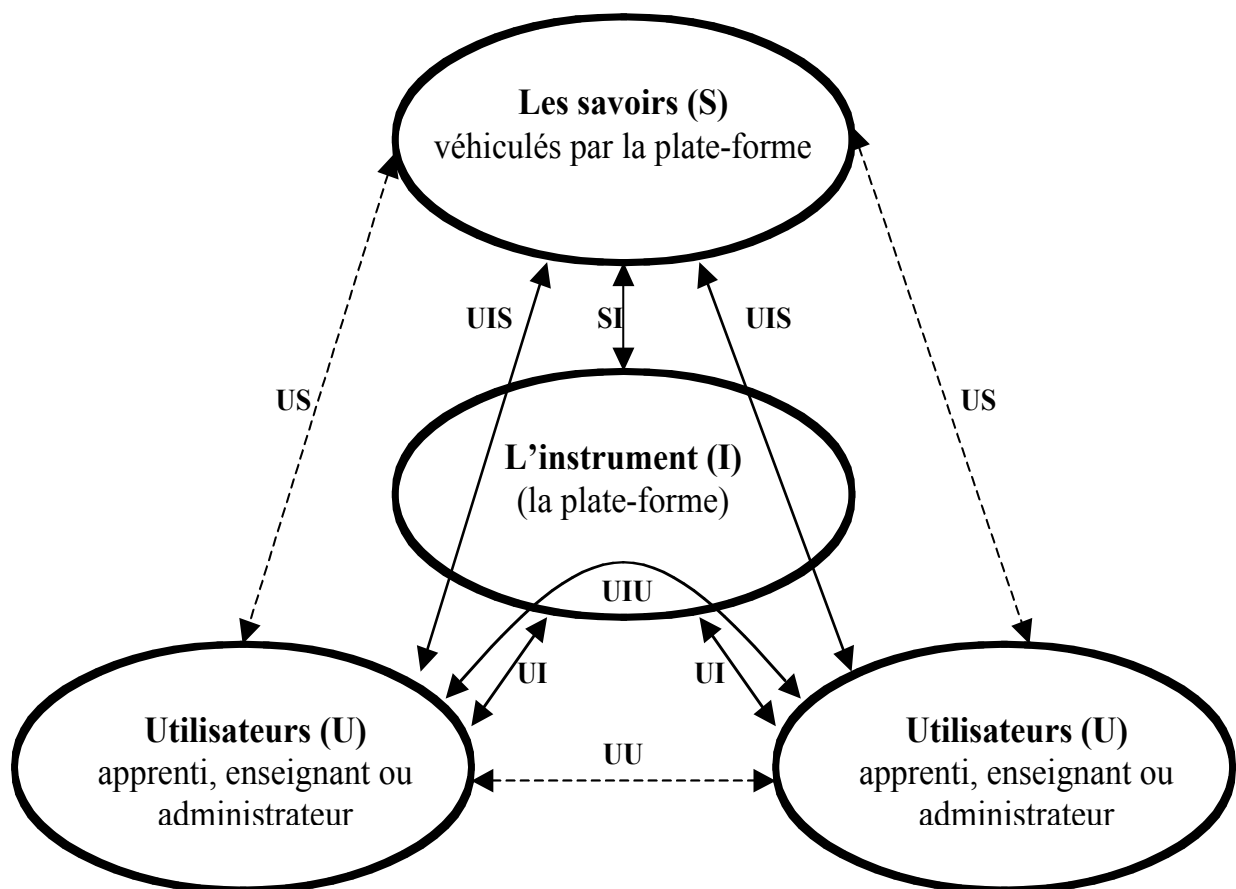 Les savoirs (S)
véhiculés par la plate-forme
UIS
SI
UIS
US
US
L’instrument (I)
(la plate-forme)
UIU
UI
UI
Utilisateurs (U)
apprenti, enseignant ou
administrateur
UU
Utilisateurs (U)
apprenti, enseignant ou
administrateur